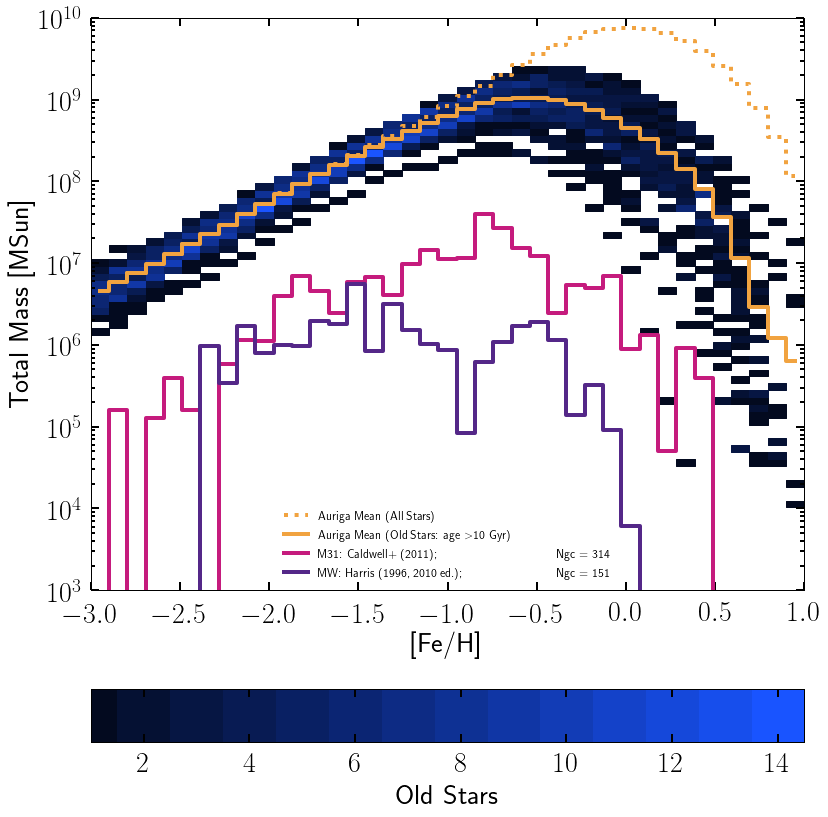 10^10
10^9
10^8
10^7
10^6
10^5
10^4
10^3
Total Mass [MSun]
Auriga Mean (All Stars)
Auriga Mean (Old Stars: age >10 Gyr)
M31: Caldwell+ (2011); Ngc = 314
MW: Harris (1996, 2010 ed.); Ngc = 151
−3.0 −2.5 −2.0 −1.5 −1.0 −0.5 0.0 0.5 1.0
[Fe/H]
2 4 6 8 10 12 14
Old Stars